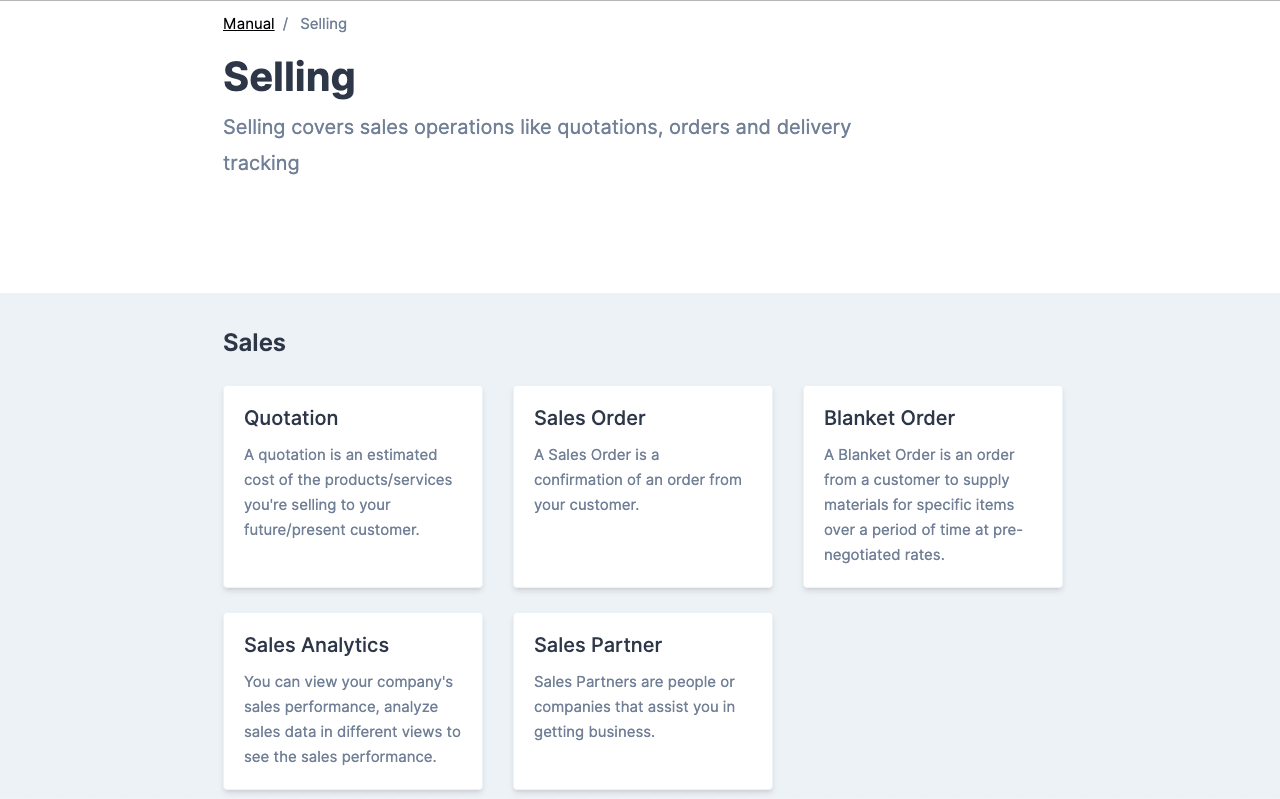 Manual / Selling
Selling
Selling covers sales operations like quotations, orders and delivery
tracking
Sales
Quotation
A quotation is an estimated
cost of the products/services
you're selling to your
future/present customer.
Sales Order
A Sales Order is a
confirmation of an order from
your customer.
Blanket Order
A Blanket Order is an order
from a customer to supply
materials for specific items
over a period of time at pre-
negotiated rates.
Sales Analytics
You can view your company's
sales performance, analyze
sales data in different views to
see the sales performance.
Sales Partner
Sales Partners are people or
companies that assist you in
getting business.